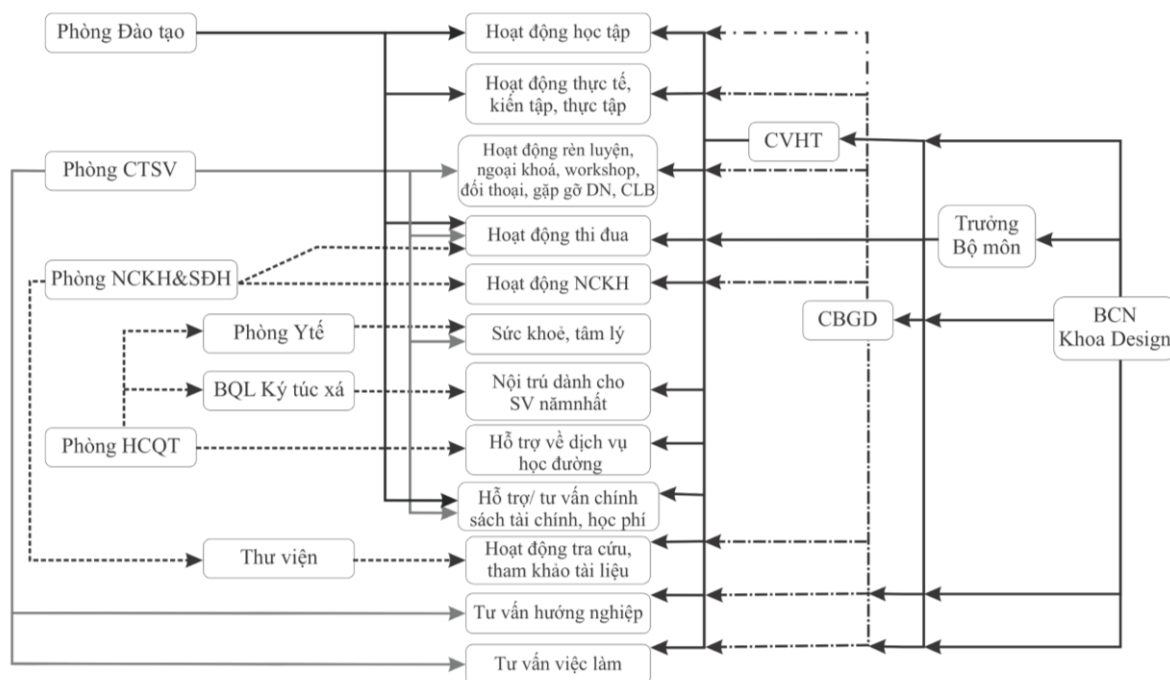 Phòng Đào tạo
Hoạt động học tập
Hoạt động thực tế,
kiến tập, thực tập
CVHT
Phòng CTSV
Hoạt động rèn luyện,
ngoại khoá, workshop,
đối thoại, gặp gỡ DN, CLB
Hoạt động thi đua
Trưởng
Bộ môn
Phòng NCKH&SĐH
Hoạt động NCKH
Phòng Ytế
Sức khoẻ, tâm lý
CBGD
BCN
Khoa Design
BQL Ký túc xá
Nội trú dành cho
SV nămnhất
Phòng HCQT
Hỗ trợ về dịch vụ
học đường
Hỗ trợ/ tư vấn chính
sách tài chính, học phí
Thư viện
Hoạt động tra cứu,
tham khảo tài liệu
Tư vấn hướng nghiệp
Tư vấn việc làm